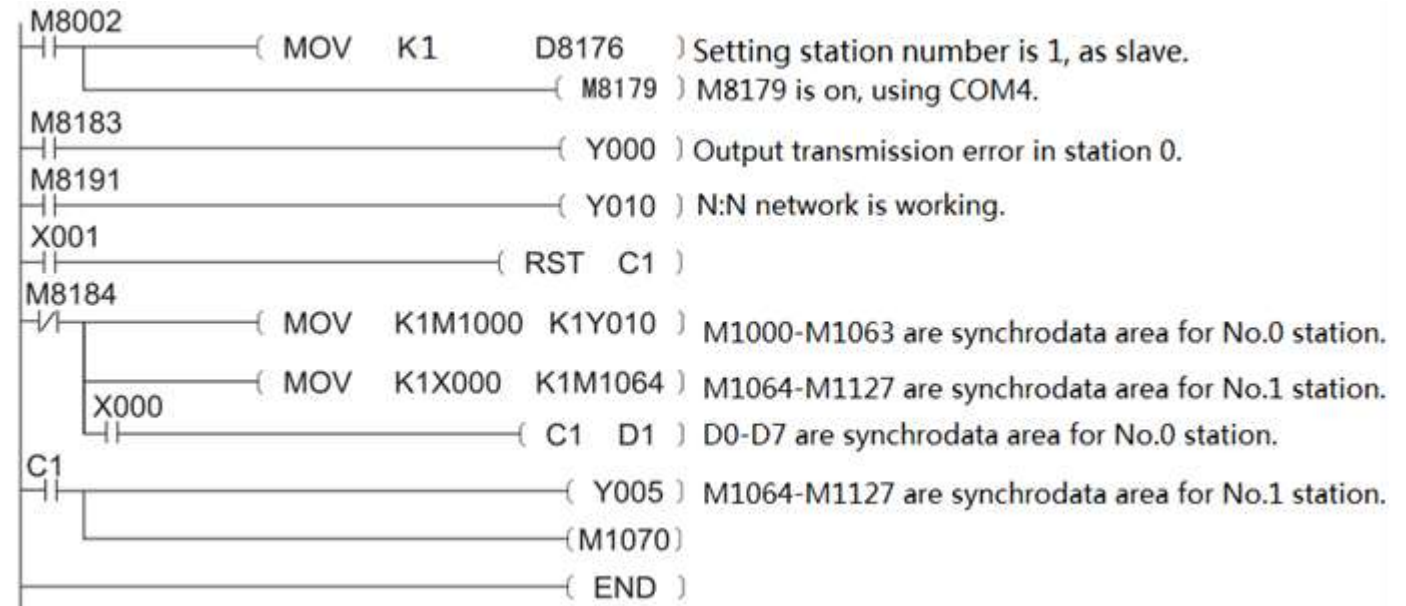 M8002
MOV K1 D8176 Setting station number is 1, as slave.
M8179 M8179 is on, using COM4.
M8183
Y000 Output transmission error in station 0.
M8191
Y010 N:N network is working.
X001
RST C1
M8184
MOV K1M1000 K1Y010 M1000-M1063 are synchrodata area for No.0 station.
MOV K1X000 K1M1064 M1064-M1127 are synchrodata area for No.1 station.
X000
C1 D1 D0-D7 are synchrodata area for No.0 station.
C1
Y005 M1064-M1127 are synchrodata area for No.1 station.
M1070
END